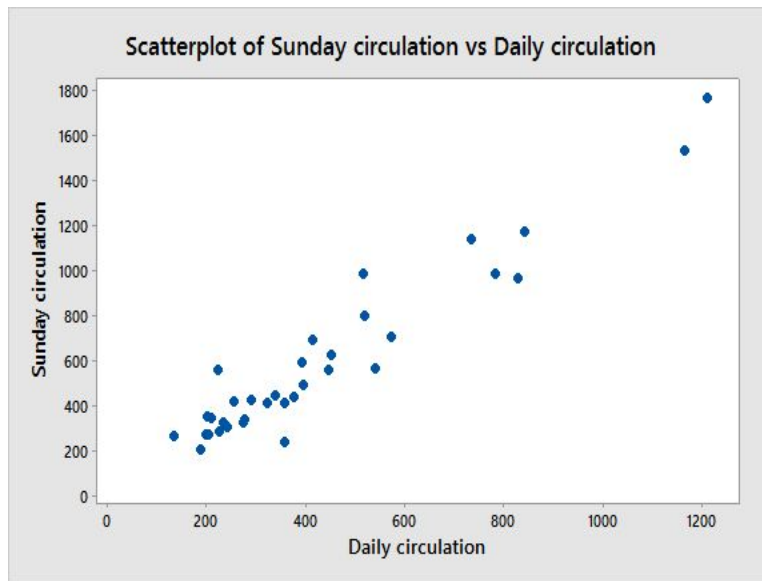 Scatterplot of Sunday circulation vs Daily circulation
1800
1600
1400
1200
1000
800
600
400
200
0
Sunday circulation
0 200 400 600 800 1000 1200
Daily circulation